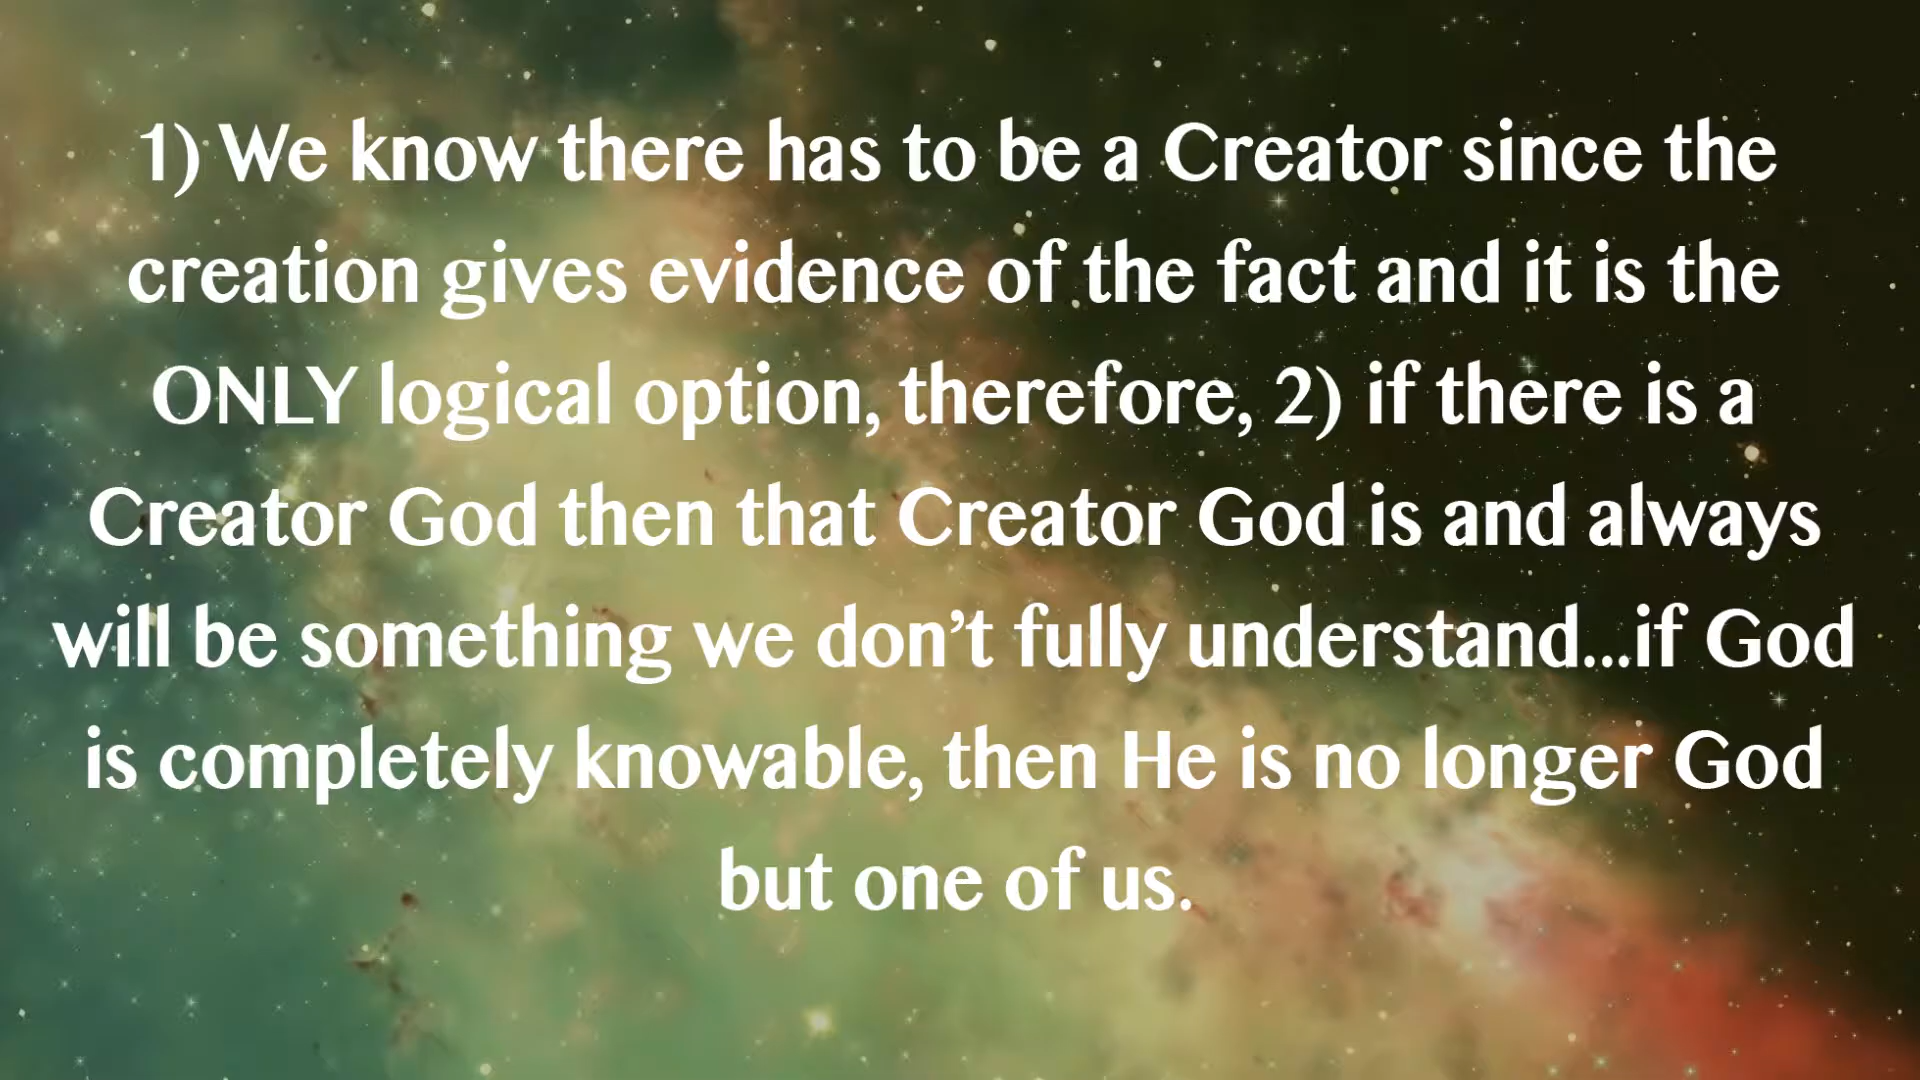 1) We know there has to be a Creator since the
creation gives evidence of the fact and it is the
ONLY logical option, therefore, 2) if there is a
Creator God then that Creator God is and always
will be something we don’t fully understand...if God
is completely knowable, then He is no longer God
but one of us.